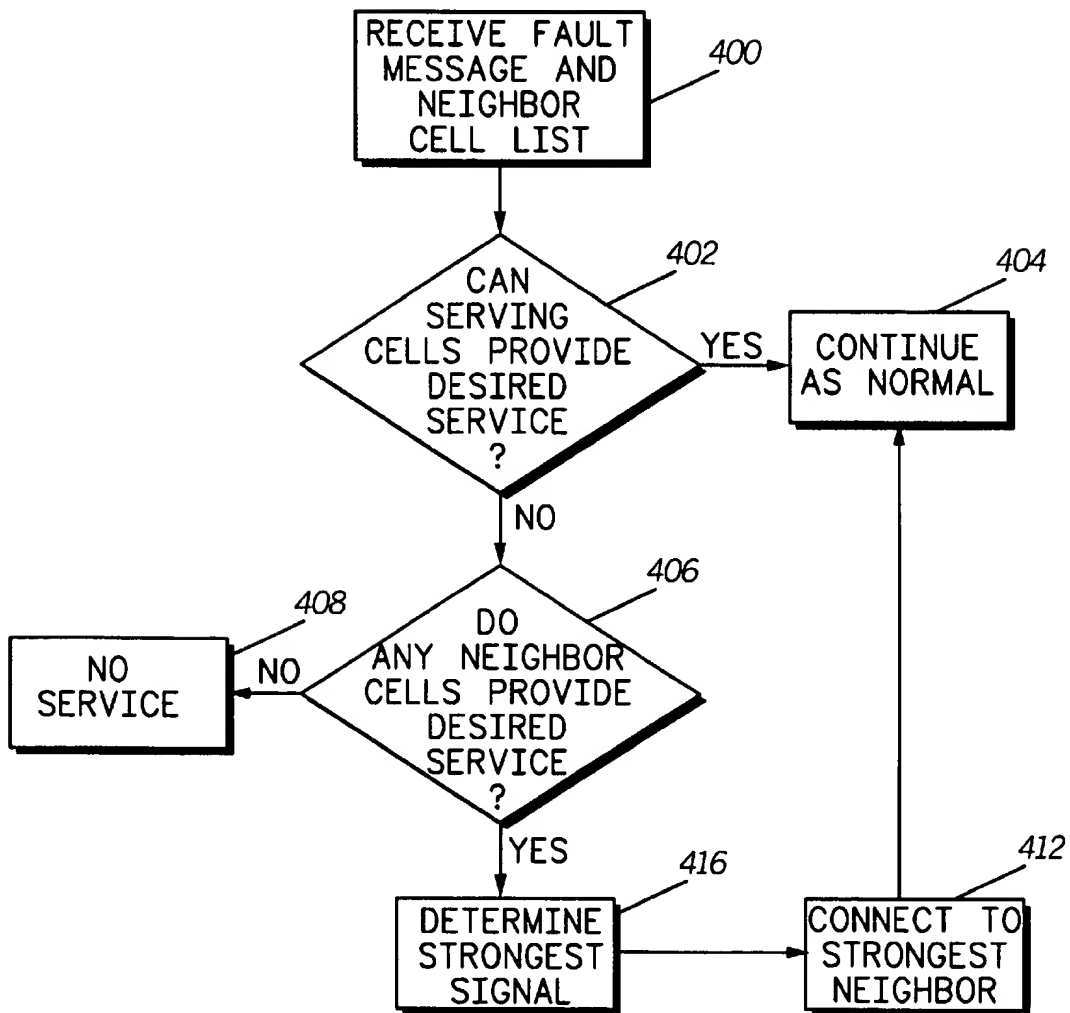 RECEIVE FAULT
MESSAGE AND
NEIGHBOR
CELL LIST
400
CAN
SERVING
CELLS PROVIDE
DESIRED
SERVICE
?
402
YES
CONTINUE
AS NORMAL
404
NO
DO
ANY NEIGHBOR
CELLS PROVIDE
DESIRED
SERVICE
?
406
NO
NO
SERVICE
408
YES
DETERMINE
STRONGEST
SIGNAL
416
CONNECT TO
STRONGEST
NEIGHBOR
412